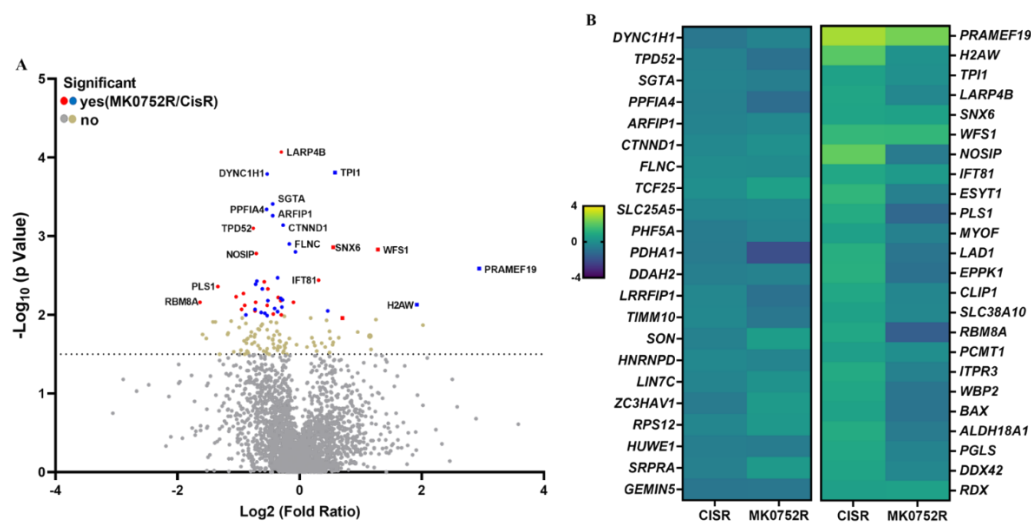 A
Significant
yes(MK0752R/CisR)
no
5
4
3
2
1
0
-Log10 (p Value)
LARP4B
DYNC1H1
TPI1
SGTA
PPFIA4
ARFIP1
TPD52
CTNND1
FLNC
SNX6
WFS1
NOSIP
PRAMEF19
IFT81
PLS1
RBM8A
H2AW
-4
-2
0
2
4
Log2 (Fold Ratio)
B
DYNC1H1
TPD52
SGTA
PPFIA4
ARFIP1
CTNND1
FLNC
TCF25
SLC25A5
PHF5A
PDHA1
DDAH2
LRRFIP1
TIMM10
SON
HNRNPD
LIN7C
ZC3HAV1
RPS12
HUWE1
SRPRA
GEMIN5
CISR
MK0752R
4
0
-4
PRAMEF19
H2AW
TPI1
LARP4B
SNX6
WFS1
NOSIP
IFT81
ESYT1
PLS1
MYOF
LAD1
EPPK1
CLIP1
SLC38A10
RBM8A
PCMT1
ITPR3
WBP2
BAX
ALDH18A1
PGLS
DDX42
RDX
CISR
MK0752R